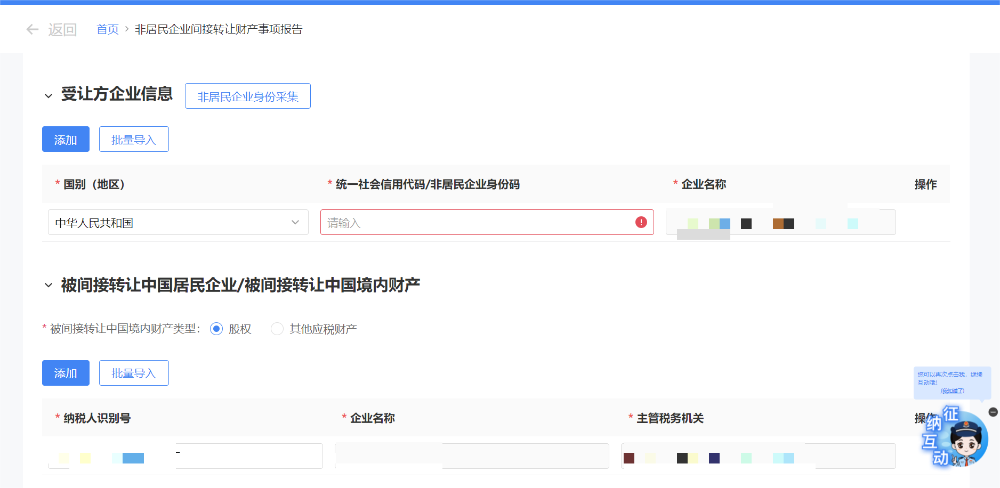 返回 首页 > 非居民企业间接转让财产事项报告
受让方企业信息 非居民企业身份采集
添加 批量导入
* 国别（地区） * 统一社会信用代码/非居民企业身份码 * 企业名称 操作
中华人民共和国 请输入
被间接转让中国居民企业/被间接转让中国境内财产
* 被间接转让中国境内财产类型： 股权 其他应税财产
添加 批量导入
您可以再次点击我，继续
互动哦！
(我知道了)
* 纳税人识别号 * 企业名称 * 主管税务机关 操作
征纳互动